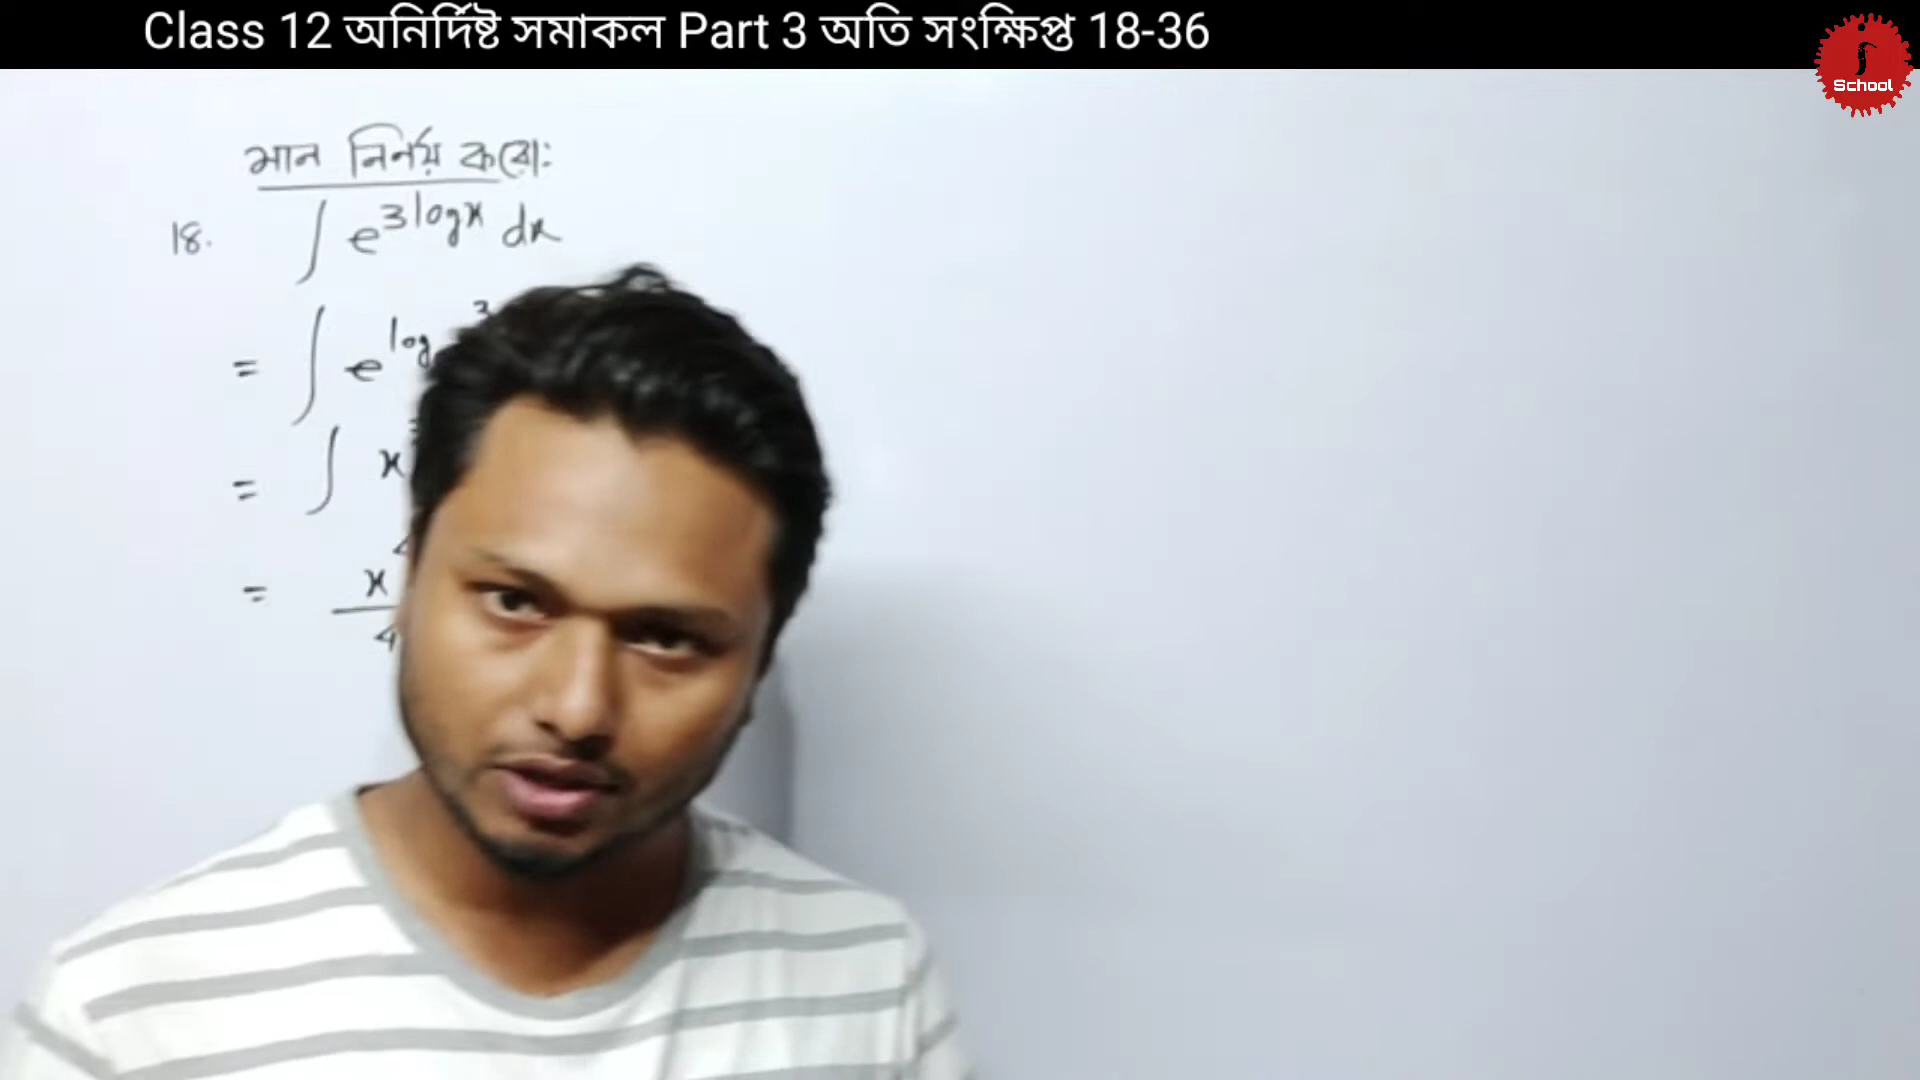 Class 12 অনির্দিষ্ট সমাকল Part 3 অতি সংক্ষিপ্ত 18-36
School
মান নির্ণয় করো:
18. ∫ e^{3 log x} dx
= ∫ e^{log
= ∫ x
= x/4